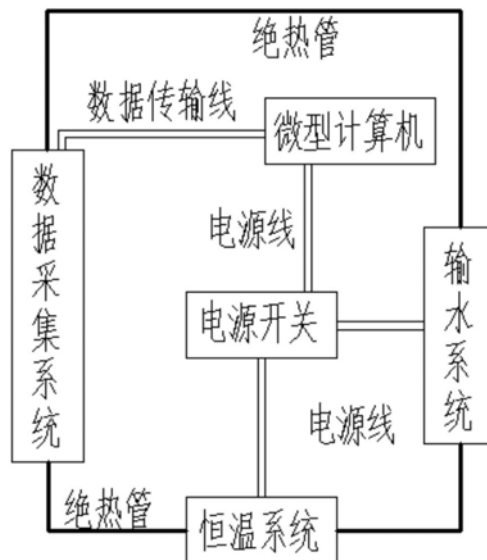 绝热管
数据传输线
微型计算机
数据采集系统
电源线
输水系统
电源开关
电源线
绝热管
恒温系统